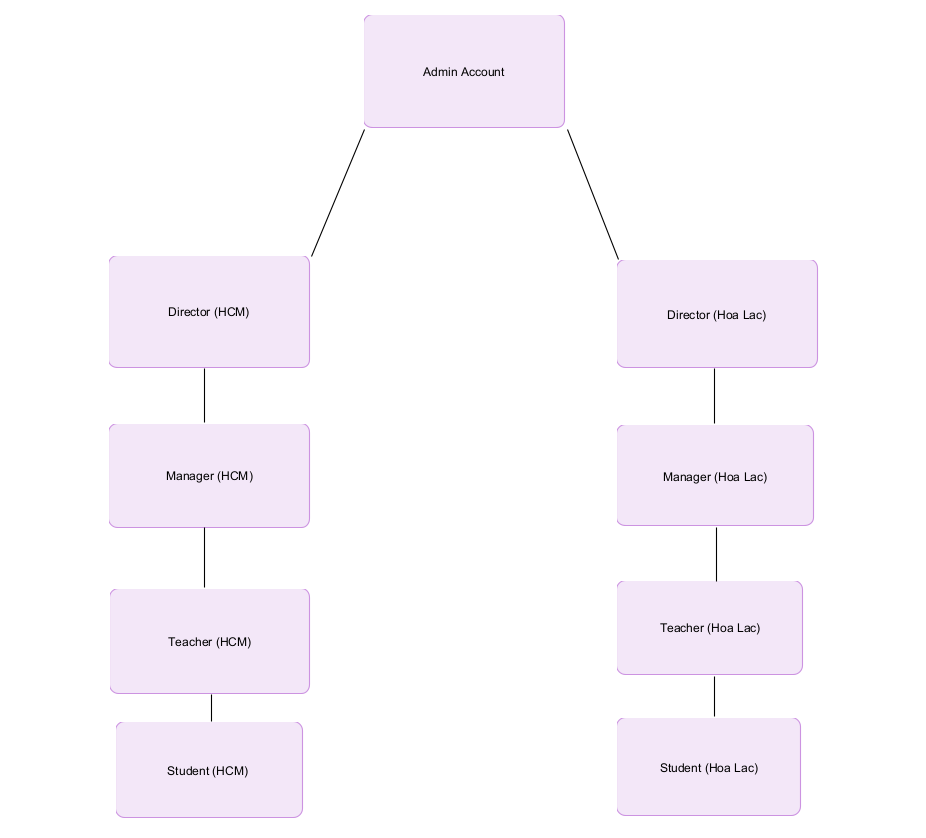 Admin Account
Director (HCM)
Director (Hoa Lac)
Manager (HCM)
Manager (Hoa Lac)
Teacher (HCM)
Teacher (Hoa Lac)
Student (HCM)
Student (Hoa Lac)